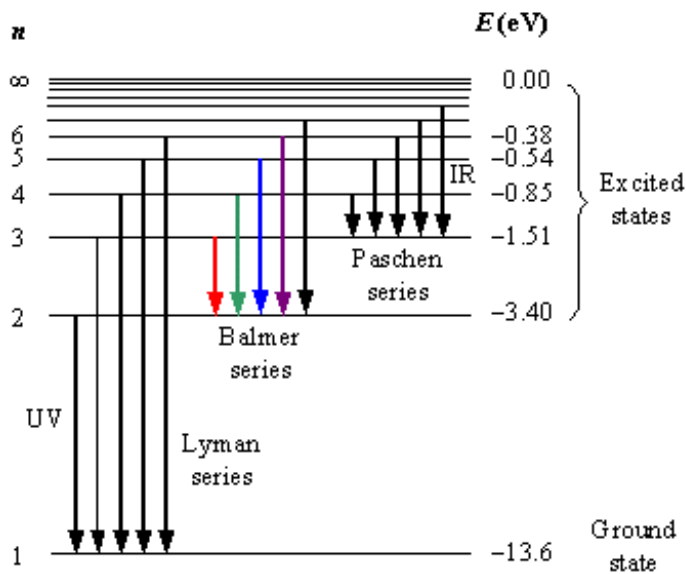 n
E(eV)
∞
0.00
6
−0.38
5
−0.54
IR
4
−0.85
Excited
states
3
−1.51
Paschen
series
2
−3.40
Balmer
series
UV
Lyman
series
1
−13.6
Ground
state